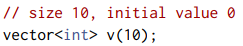 // size 10, initial value 0
vector<int> v(10);